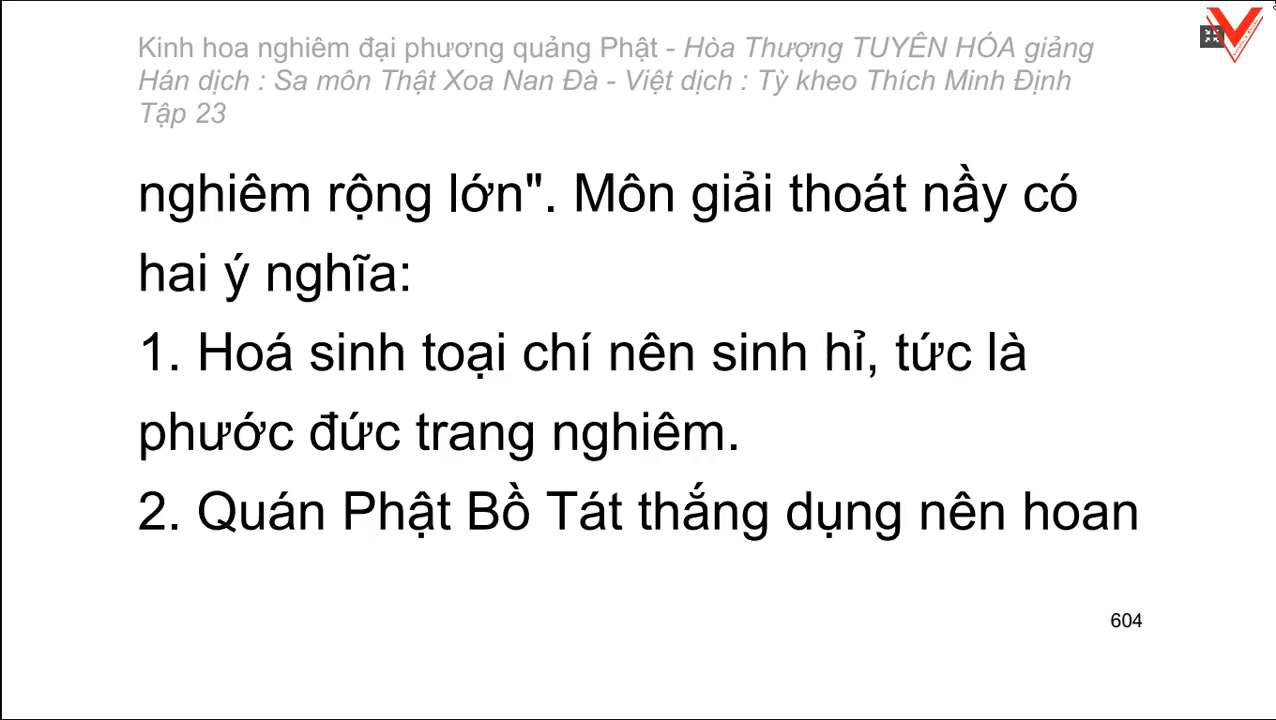 Kinh hoa nghiêm đại phương quảng Phật - Hòa Thượng TUYÊN HÓA giảng
Hán dịch : Sa môn Thật Xoa Nan Đà - Việt dịch : Tỳ kheo Thích Minh Định
Tập 23
nghiêm rộng lớn". Môn giải thoát nầy có
hai ý nghĩa:
1. Hoá sinh toại chí nên sinh hỉ, tức là
phước đức trang nghiêm.
2. Quán Phật Bồ Tát thắng dụng nên hoan
604